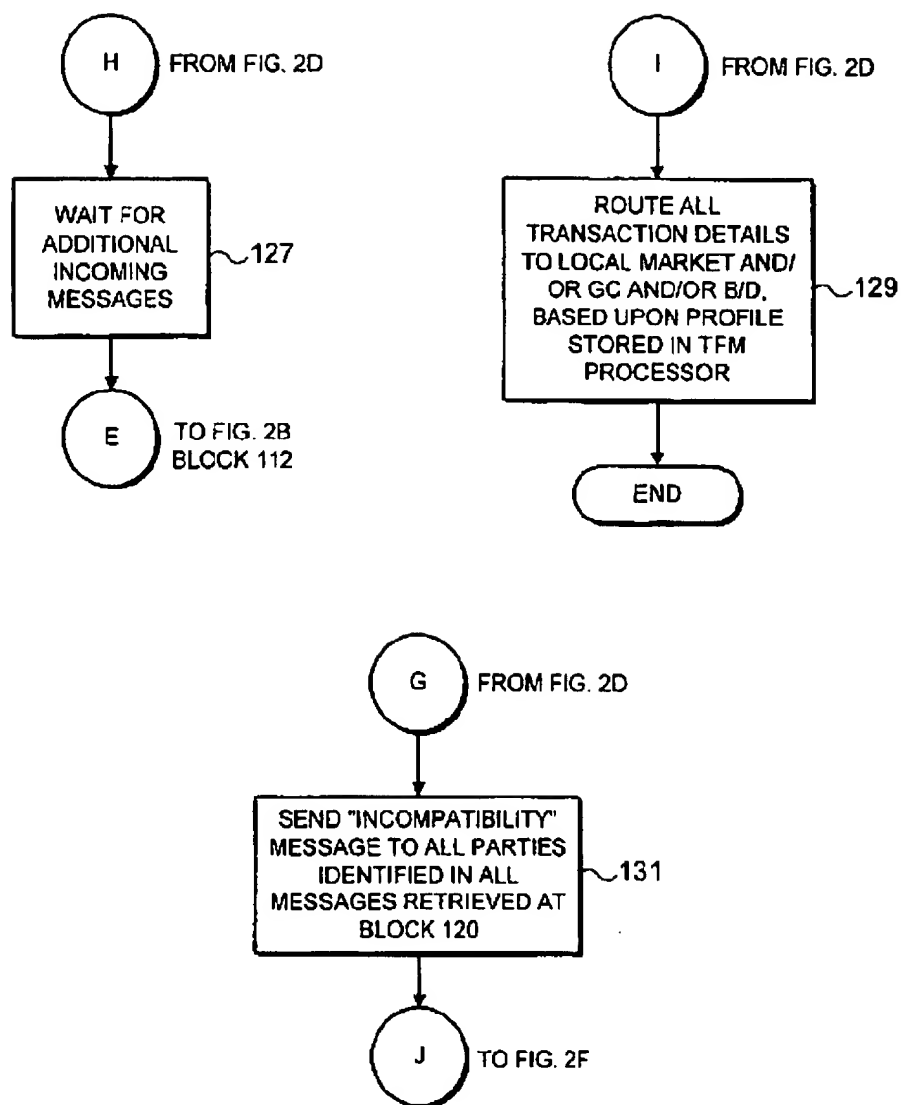 H
FROM FIG. 2D
WAIT FOR
ADDITIONAL
INCOMING
MESSAGES
127
E
TO FIG. 2B
BLOCK 112
I
FROM FIG. 2D
ROUTE ALL
TRANSACTION DETAILS
TO LOCAL MARKET AND/
OR GC AND/OR B/D,
BASED UPON PROFILE
STORED IN TFM
PROCESSOR
129
END
G
FROM FIG. 2D
SEND "INCOMPATIBILITY"
MESSAGE TO ALL PARTIES
IDENTIFIED IN ALL
MESSAGES RETRIEVED AT
BLOCK 120
131
J
TO FIG. 2F